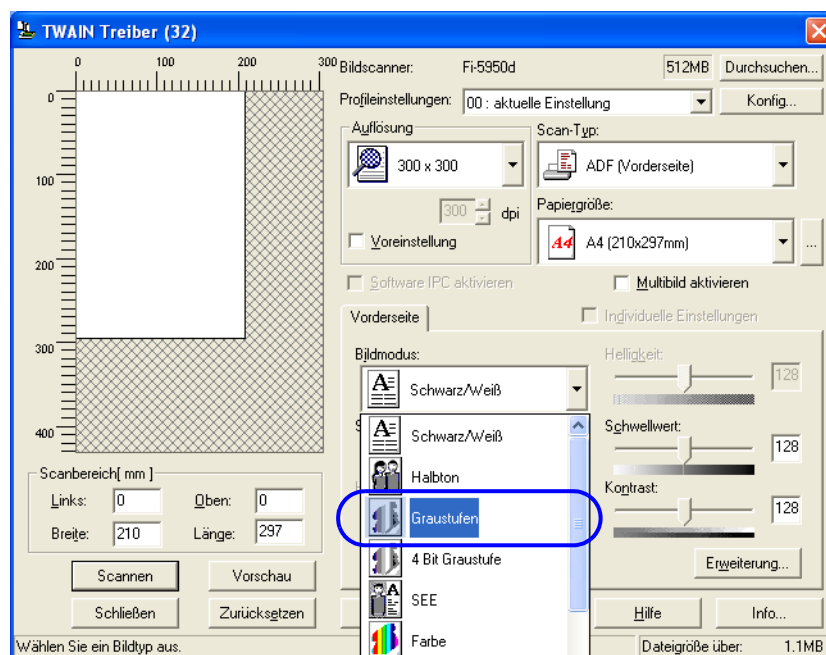 TWAIN Treiber (32)
0 100 200 300
0
100
200
300
400
Bildscanner: Fi-5950d 512MB Durchsuchen...
Profileinstellungen: 00 : aktuelle Einstellung Konfig...
Auflösung
300 x 300
300 dpi
Voreinstellung
Scan-Typ:
ADF (Vorderseite)
Papiergröße:
A4 A4 (210x297mm) ...
Software IPC aktivieren Multibild aktivieren
Vorderseite Individuelle Einstellungen
Bildmodus:
Schwarz/Weiß
Schwarz/Weiß
Halbton
Graustufen
4 Bit Graustufe
SEE
Farbe
Helligkeit:
128
Schwellwert:
128
Kontrast:
128
Erweiterung...
Scanbereich[ mm ]
Links: 0 Oben: 0
Breite: 210 Länge: 297
Scannen Vorschau
Schließen Zurücksetzen Hilfe Info...
Wählen Sie ein Bildtyp aus. Dateigröße über: 1.1MB